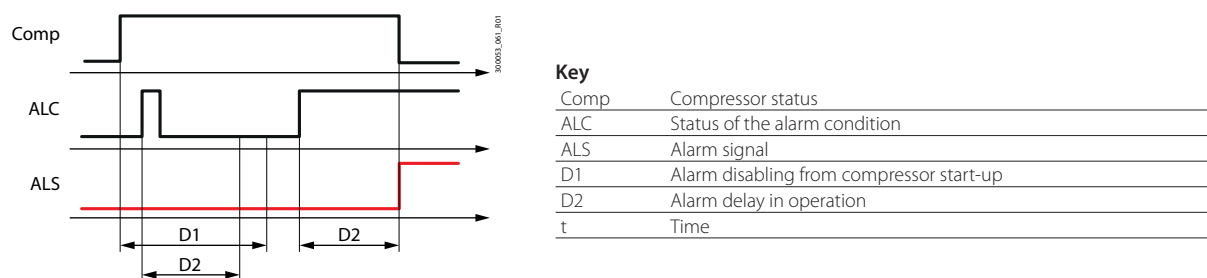 Comp
ALC
ALS
D1
D2
D2
300053_061_R01
Key
Comp Compressor status
ALC Status of the alarm condition
ALS Alarm signal
D1 Alarm disabling from compressor start-up
D2 Alarm delay in operation
t Time